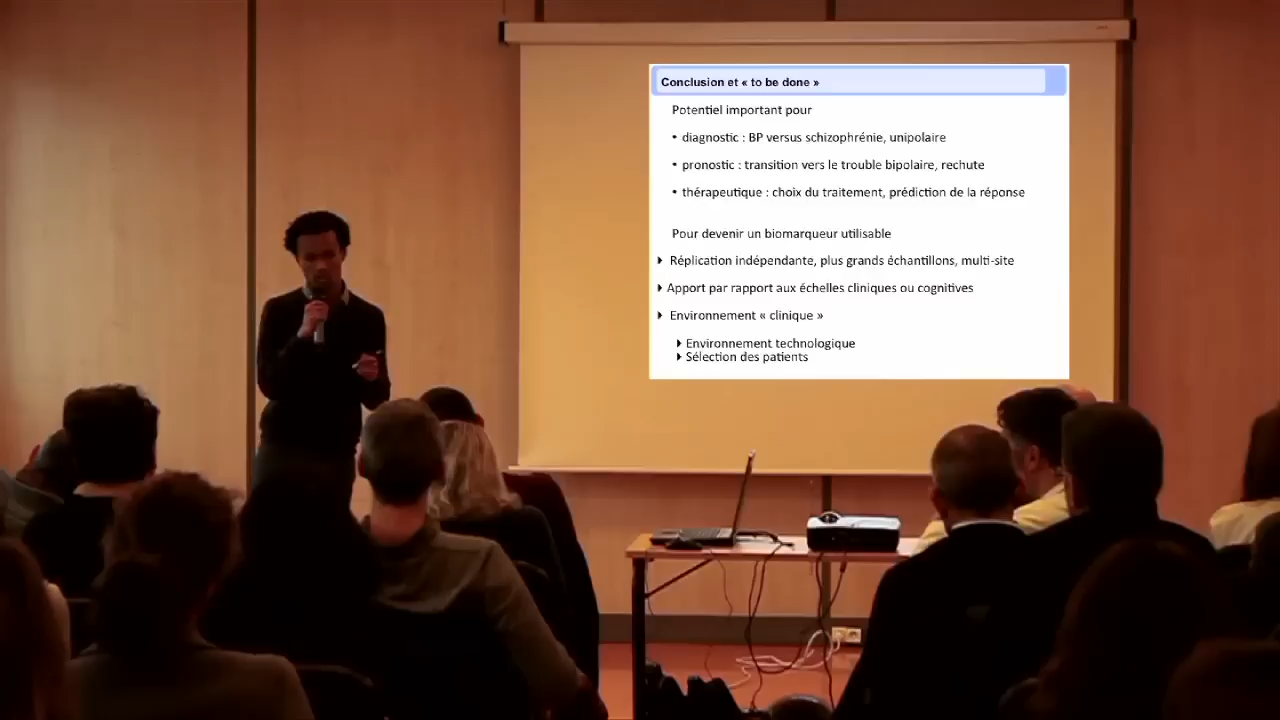 Conclusion et « to be done »
Potentiel important pour
• diagnostic : BP versus schizophrénie, unipolaire
• pronostic : transition vers le trouble bipolaire, rechute
• thérapeutique : choix du traitement, prédiction de la réponse
Pour devenir un biomarqueur utilisable
Réplication indépendante, plus grands échantillons, multi-site
Apport par rapport aux échelles cliniques ou cognitives
Environnement « clinique »
Environnement technologique
Sélection des patients